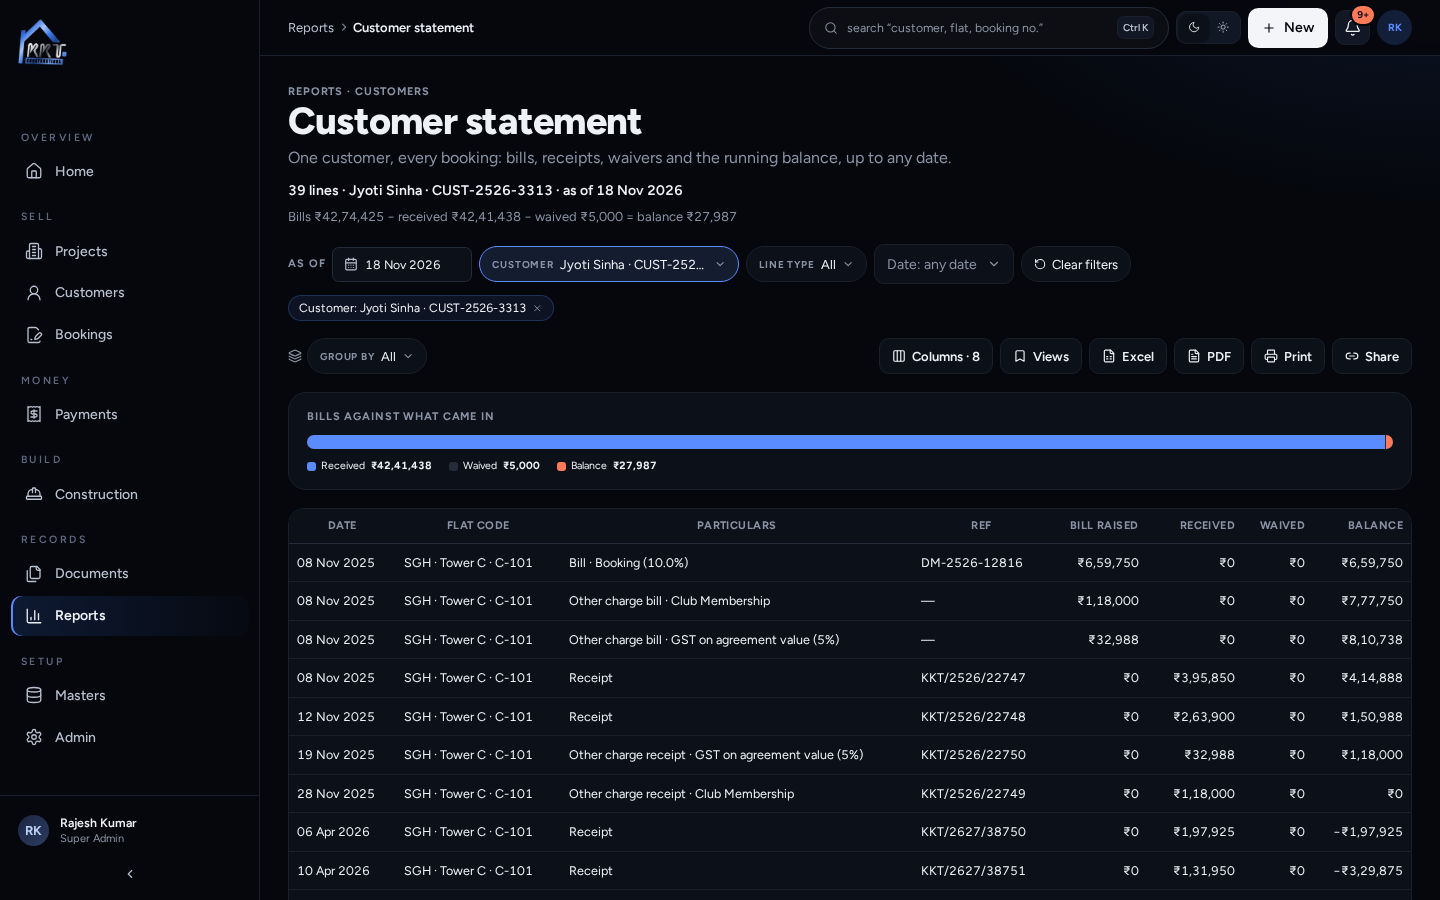 Reports > Customer statement
search “customer, flat, booking no.”
Ctrl K
New
9+
RK
OVERVIEW
Home
SELL
Projects
Customers
Bookings
MONEY
Payments
BUILD
Construction
RECORDS
Documents
Reports
SETUP
Masters
Admin
RK
Rajesh Kumar
Super Admin
REPORTS · CUSTOMERS
Customer statement
One customer, every booking: bills, receipts, waivers and the running balance, up to any date.
39 lines · Jyoti Sinha · CUST-2526-3313 · as of 18 Nov 2026
Bills ₹42,74,425 − received ₹42,41,438 − waived ₹5,000 = balance ₹27,987
AS OF 18 Nov 2026 CUSTOMER Jyoti Sinha · CUST-252... LINE TYPE All Date: any date Clear filters
Customer: Jyoti Sinha · CUST-2526-3313 ×
GROUP BY All Columns · 8 Views Excel PDF Print Share
BILLS AGAINST WHAT CAME IN
Received ₹42,41,438 Waived ₹5,000 Balance ₹27,987
DATE FLAT CODE PARTICULARS REF BILL RAISED RECEIVED WAIVED BALANCE
08 Nov 2025 SGH · Tower C · C-101 Bill · Booking (10.0%) DM-2526-12816 ₹6,59,750 ₹0 ₹0 ₹6,59,750
08 Nov 2025 SGH · Tower C · C-101 Other charge bill · Club Membership — ₹1,18,000 ₹0 ₹0 ₹7,77,750
08 Nov 2025 SGH · Tower C · C-101 Other charge bill · GST on agreement value (5%) — ₹32,988 ₹0 ₹0 ₹8,10,738
08 Nov 2025 SGH · Tower C · C-101 Receipt KKT/2526/22747 ₹0 ₹3,95,850 ₹0 ₹4,14,888
12 Nov 2025 SGH · Tower C · C-101 Receipt KKT/2526/22748 ₹0 ₹2,63,900 ₹0 ₹1,50,988
19 Nov 2025 SGH · Tower C · C-101 Other charge receipt · GST on agreement value (5%) KKT/2526/22750 ₹0 ₹32,988 ₹0 ₹1,18,000
28 Nov 2025 SGH · Tower C · C-101 Other charge receipt · Club Membership KKT/2526/22749 ₹0 ₹1,18,000 ₹0 ₹0
06 Apr 2026 SGH · Tower C · C-101 Receipt KKT/2627/38750 ₹0 ₹1,97,925 ₹0 −₹1,97,925
10 Apr 2026 SGH · Tower C · C-101 Receipt KKT/2627/38751 ₹0 ₹1,31,950 ₹0 −₹3,29,875